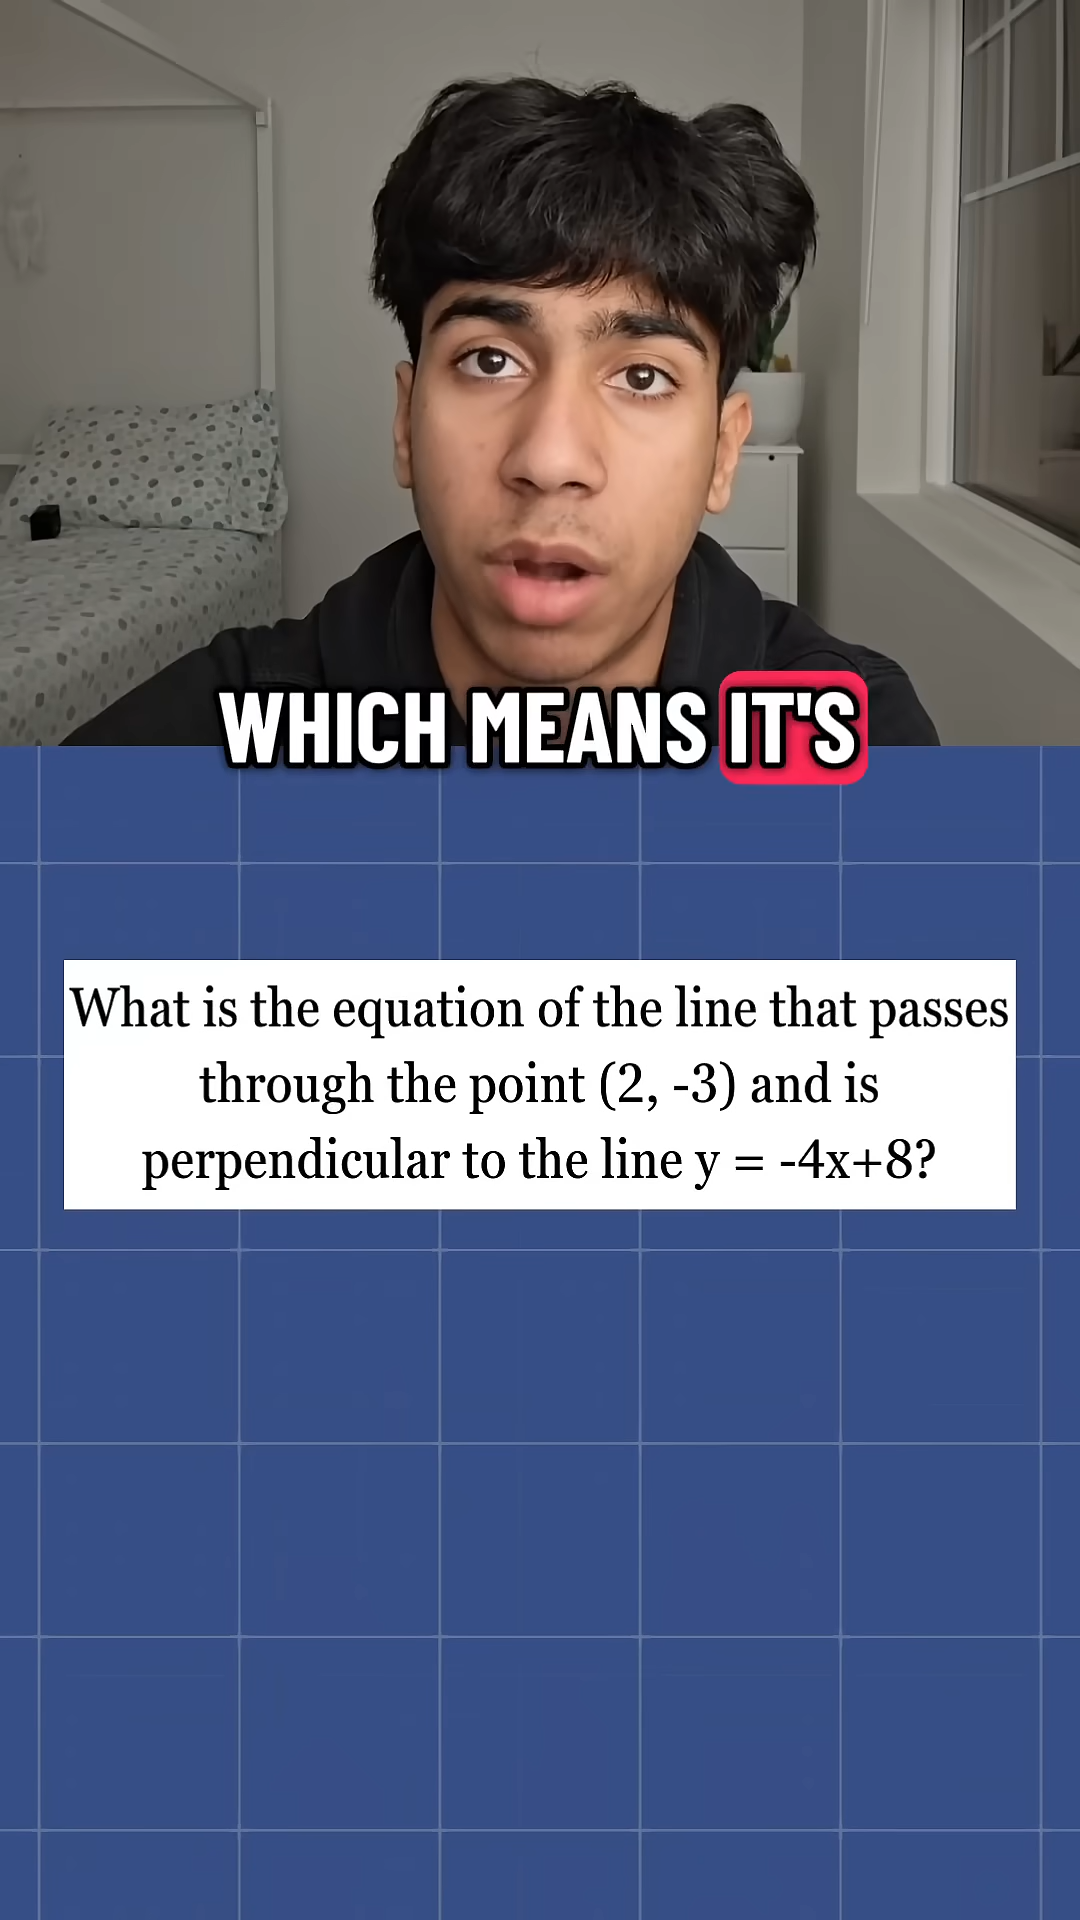 WHICH MEANS IT'S
What is the equation of the line that passes
through the point (2, -3) and is
perpendicular to the line y = -4x+8?